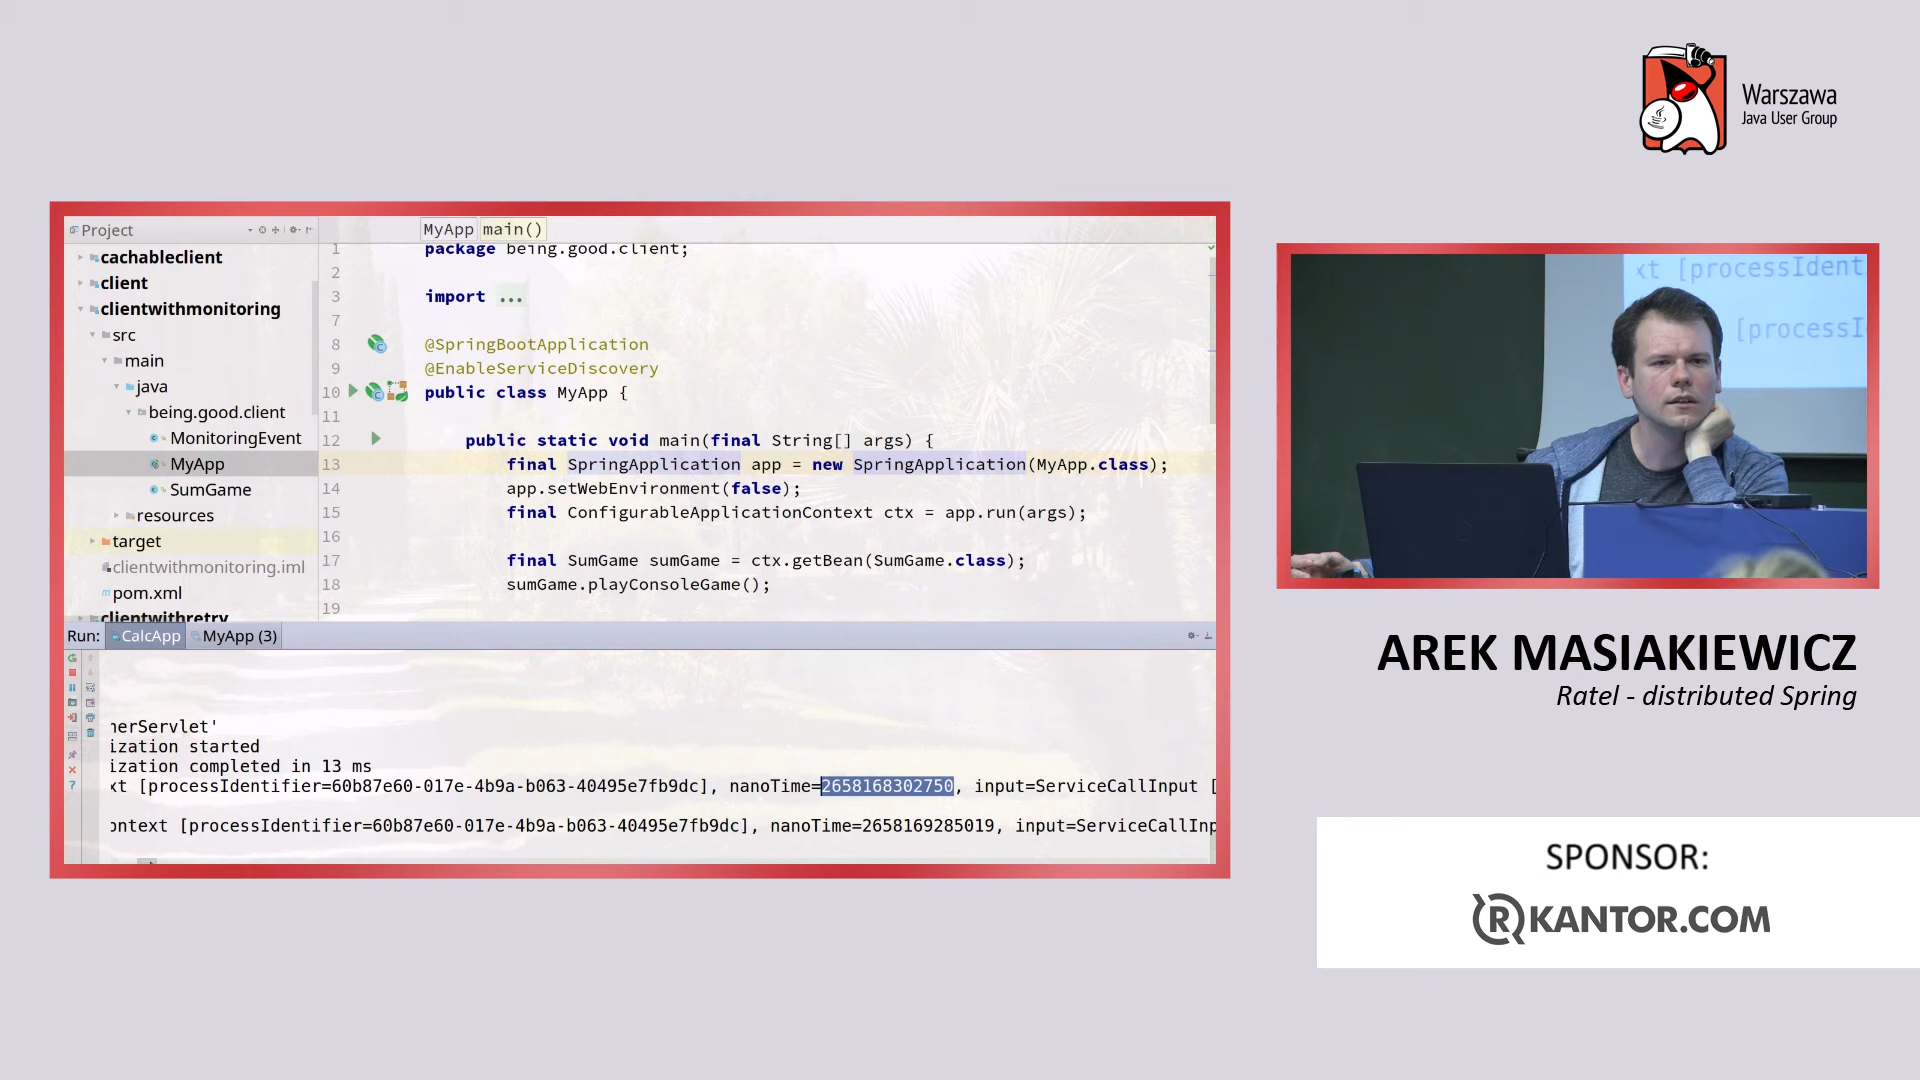 Warszawa
Java User Group
Project
cachableclient
client
clientwithmonitoring
src
main
java
being.good.client
MonitoringEvent
MyApp
SumGame
resources
target
clientwithmonitoring.iml
pom.xml
clientwithretry
MyApp main()
1 package being.good.client;
2
3 import ...
7
8 @SpringBootApplication
9 @EnableServiceDiscovery
10 public class MyApp {
11
12 public static void main(final String[] args) {
13 final SpringApplication app = new SpringApplication(MyApp.class);
14 app.setWebEnvironment(false);
15 final ConfigurableApplicationContext ctx = app.run(args);
16
17 final SumGame sumGame = ctx.getBean(SumGame.class);
18 sumGame.playConsoleGame();
19
Run: CalcApp MyApp (3)
herServlet'
ization started
ization completed in 13 ms
xt [processIdentifier=60b87e60-017e-4b9a-b063-40495e7fb9dc], nanoTime=2658168302750, input=ServiceCallInput [
ontext [processIdentifier=60b87e60-017e-4b9a-b063-40495e7fb9dc], nanoTime=2658169285019, input=ServiceCallInp
xt [processIdent
[processI
AREK MASIAKIEWICZ
Ratel - distributed Spring
SPONSOR:
RKANTOR.COM